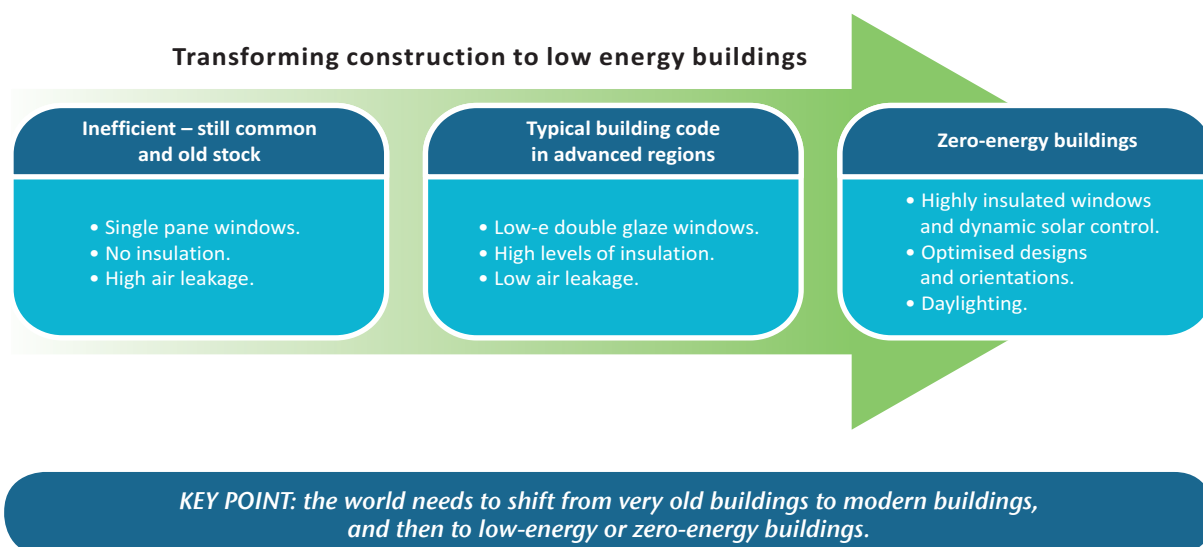 Transforming construction to low energy buildings
Inefficient – still common
and old stock
• Single pane windows.
• No insulation.
• High air leakage.
Typical building code
in advanced regions
• Low-e double glaze windows.
• High levels of insulation.
• Low air leakage.
Zero-energy buildings
• Highly insulated windows
and dynamic solar control.
• Optimised designs
and orientations.
• Daylighting.
KEY POINT: the world needs to shift from very old buildings to modern buildings,
and then to low-energy or zero-energy buildings.